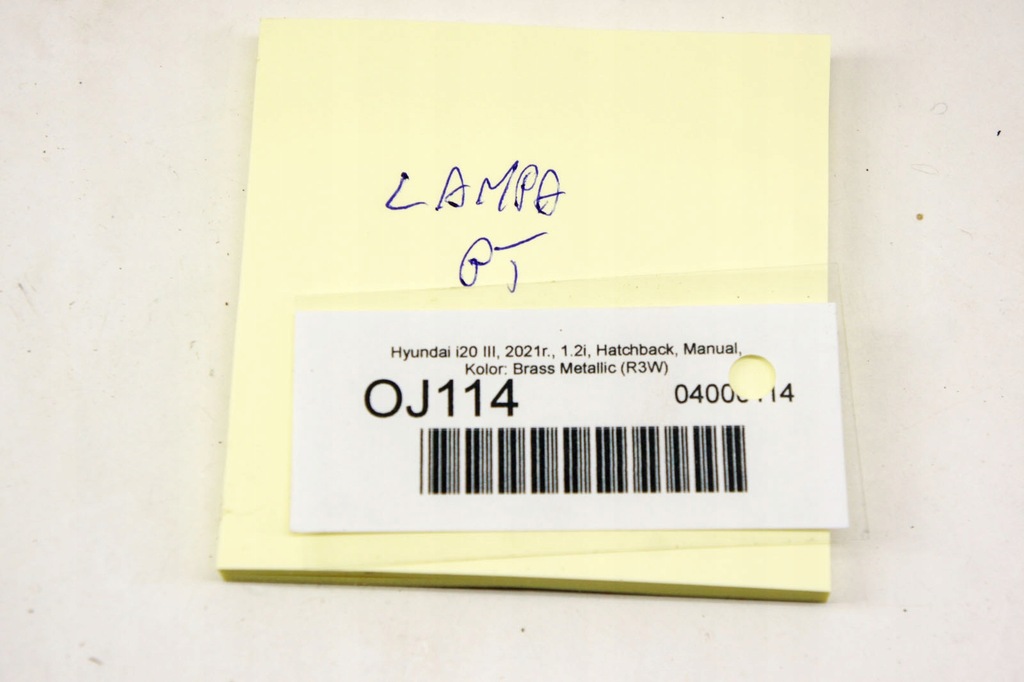 LAMPA
PT
Hyundai i20 III, 2021r., 1.2i, Hatchback, Manual,
Kolor: Brass Metallic (R3W)
OJ114